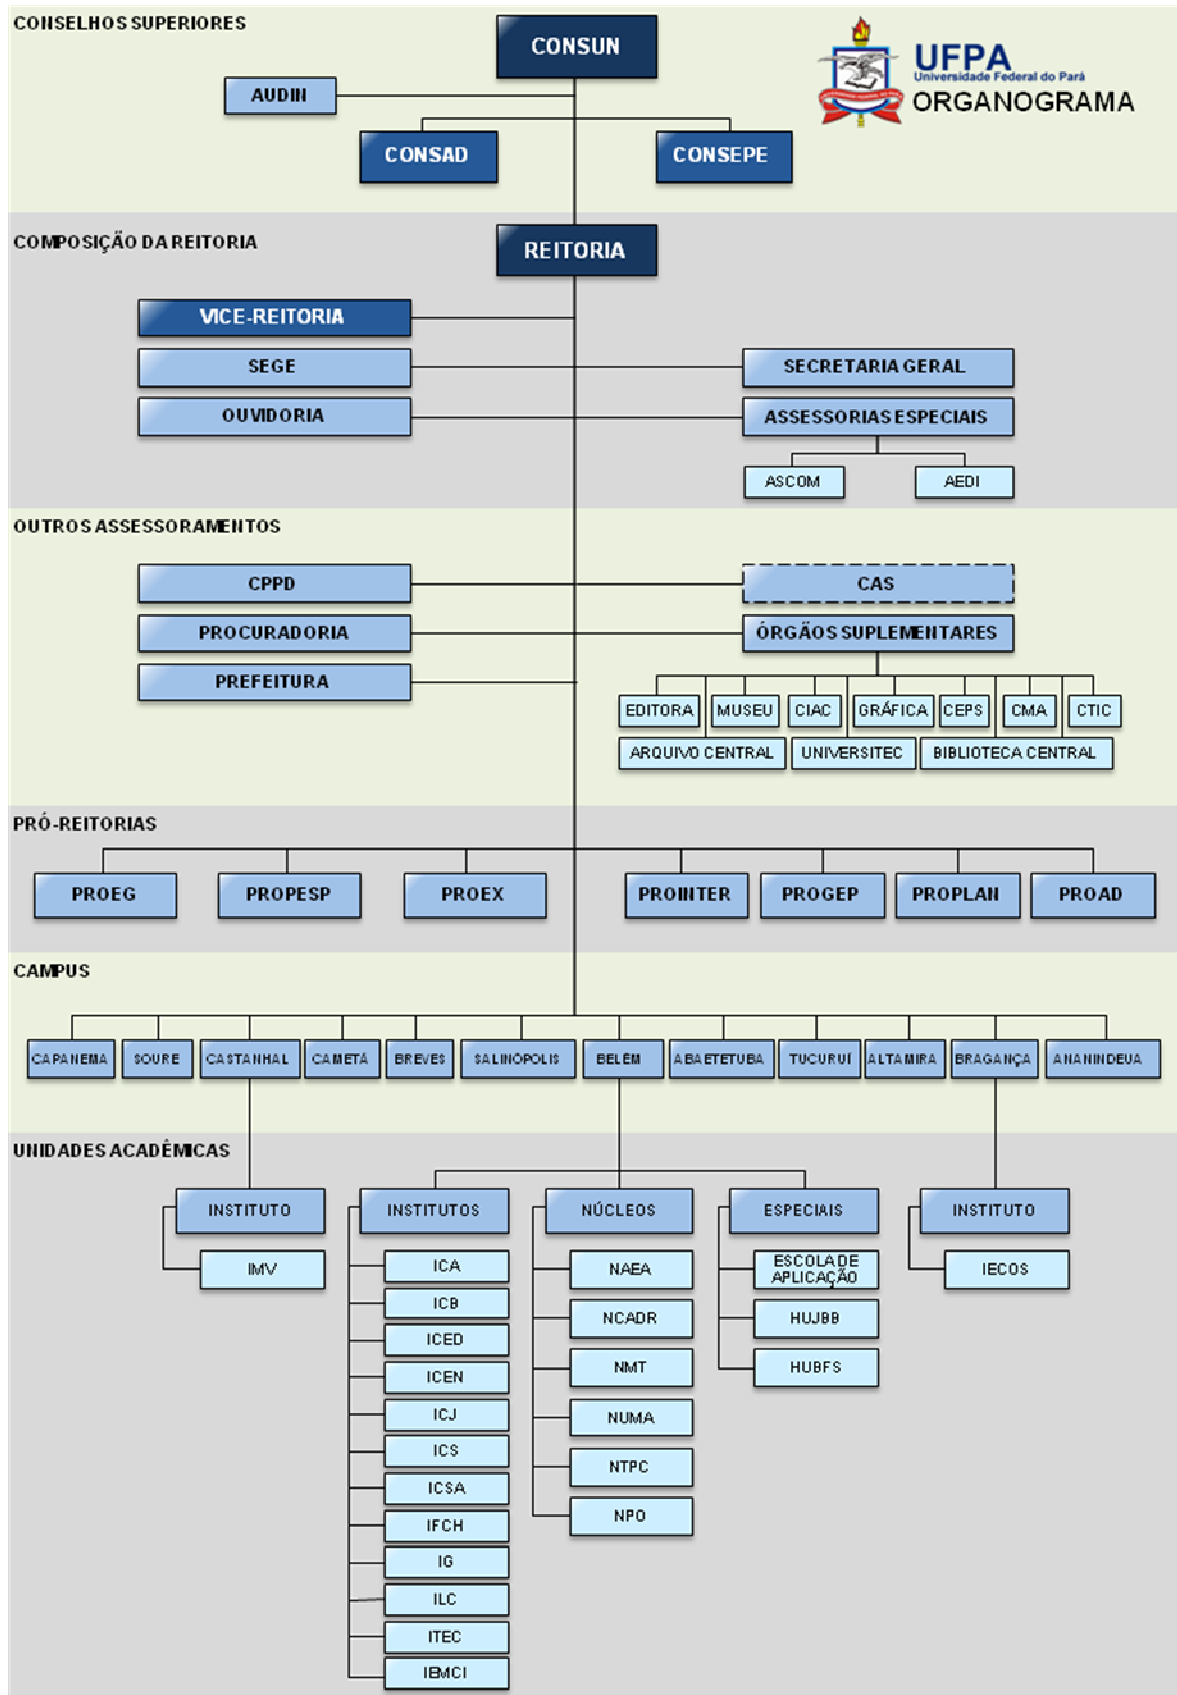 CONSELHOS SUPERIORES
CONSUN
UFPA
Universidade Federal do Pará
ORGANOGRAMA
AUDIN
CONSAD
CONSEPE
COMPOSIÇÃO DA REITORIA
REITORIA
VICE-REITORIA
SEGE
SECRETARIA GERAL
OUVIDORIA
ASSESSORIAS ESPECIAIS
ASCOM
AEDI
OUTROS ASSESSORAMENTOS
CPPD
CAS
PROCURADORIA
ÓRGÃOS SUPLEMENTARES
PREFEITURA
EDITORA
MUSEU
CIAC
GRÁFICA
CEPS
CMA
CTIC
ARQUIVO CENTRAL
UNIVERSITEC
BIBLIOTECA CENTRAL
PRÓ-REITORIAS
PROEG
PROPESP
PROEX
PROINTER
PROGEP
PROPLAN
PROAD
CAMPUS
CAPANEMA
SOURE
CASTANHAL
CAMETÁ
BREVES
SALINÓPOLIS
BELÉM
ABAETETUBA
TUCURUÍ
ALTAMIRA
BRAGANÇA
ANANINDEUA
UNIDADES ACADÊMICAS
INSTITUTO
IMV
INSTITUTOS
ICA
ICB
ICED
ICEN
ICJ
ICS
ICSA
IFCH
IG
ILC
ITEC
IEMCI
NÚCLEOS
NAEA
NCADR
NMT
NUMA
NTPC
NPO
ESPECIAIS
ESCOLA DE
APLICAÇÃO
HUJBB
HUBFS
INSTITUTO
IECOS